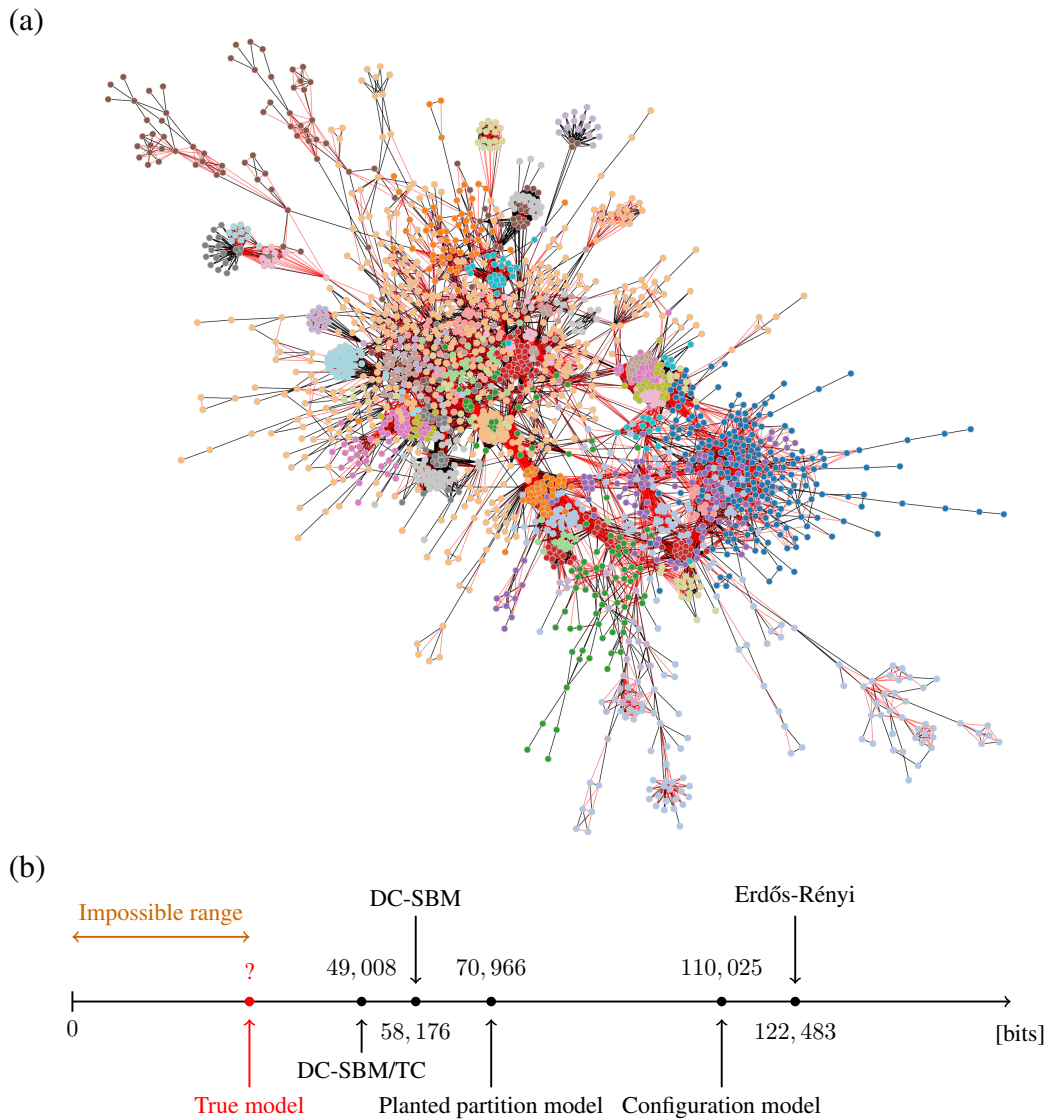 (a)
(b)
DC-SBM
Erdős-Rényi
Impossible range
?
49, 008
70, 966
110, 025
0
58, 176
122, 483
[bits]
DC-SBM/TC
True model
Planted partition model
Configuration model